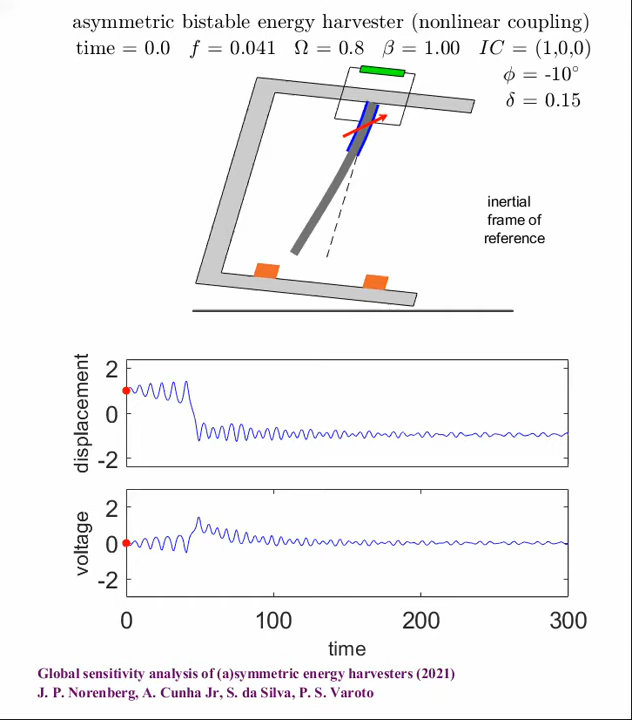 asymmetric bistable energy harvester (nonlinear coupling)
time = 0.0 f = 0.041 Ω = 0.8 β = 1.00 IC = (1,0,0)
ϕ = -10°
δ = 0.15
inertial
frame of
reference
displacement
2
0
-2
voltage
2
0
-2
0 100 200 300
time
Global sensitivity analysis of (a)symmetric energy harvesters (2021)
J. P. Norenberg, A. Cunha Jr, S. da Silva, P. S. Varoto